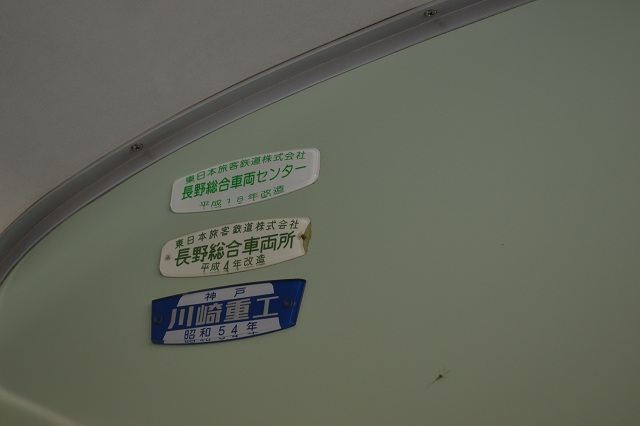 東日本旅客鉄道株式会社
長野総合車両センター
平成18年改造
東日本旅客鉄道株式会社
長野総合車両所
平成4年改造
神戸
川崎重工
昭和54年